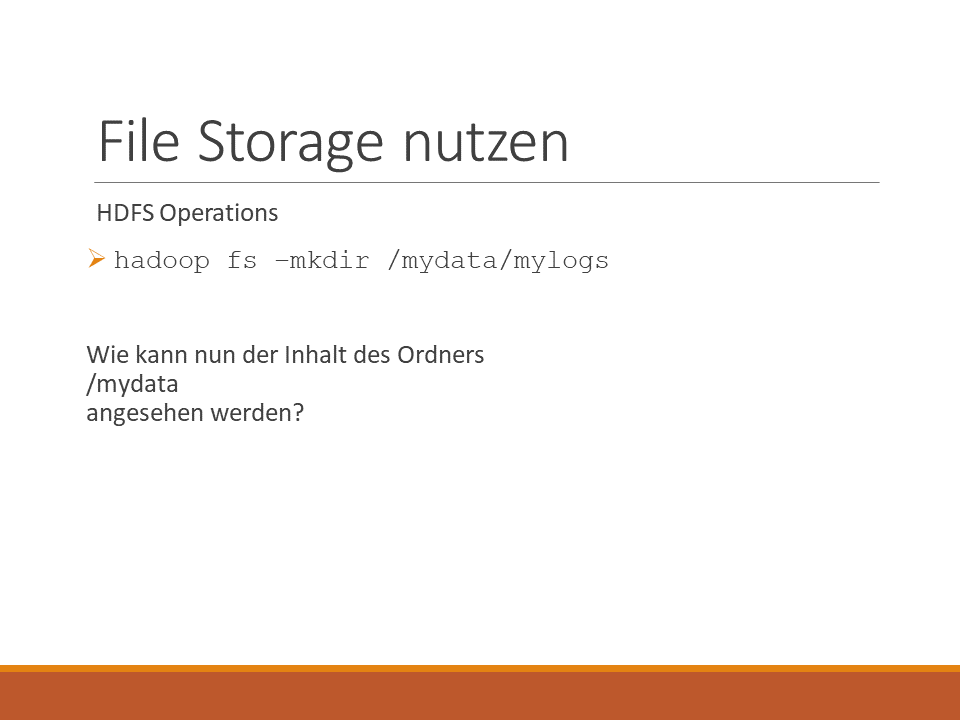 File Storage nutzen
HDFS Operations
hadoop fs –mkdir /mydata/mylogs
Wie kann nun der Inhalt des Ordners
/mydata
angesehen werden?